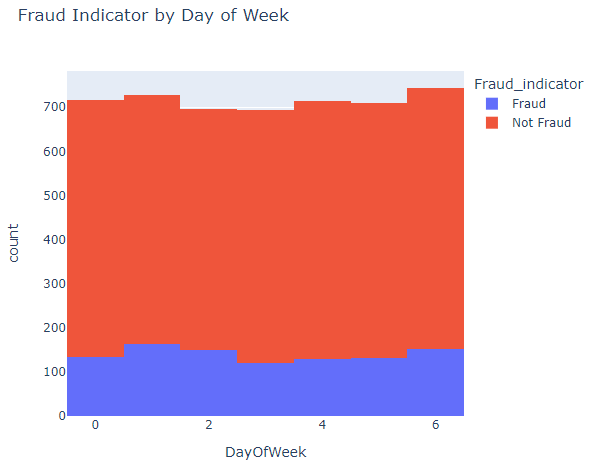 Fraud Indicator by Day of Week
Fraud_indicator
Fraud
Not Fraud
700
600
500
400
300
200
100
0
count
0 2 4 6
DayOfWeek